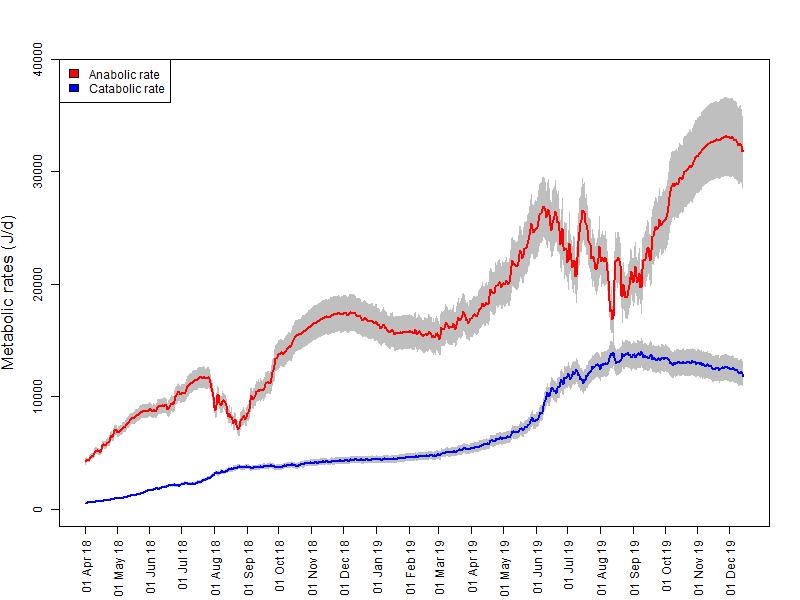 Anabolic rate
Catabolic rate
Metabolic rates (J/d)
40000
30000
20000
10000
0
01 Apr 18
01 May 18
01 Jun 18
01 Jul 18
01 Aug 18
01 Sep 18
01 Oct 18
01 Nov 18
01 Dec 18
01 Jan 19
01 Feb 19
01 Mar 19
01 Apr 19
01 May 19
01 Jun 19
01 Jul 19
01 Aug 19
01 Sep 19
01 Oct 19
01 Nov 19
01 Dec 19